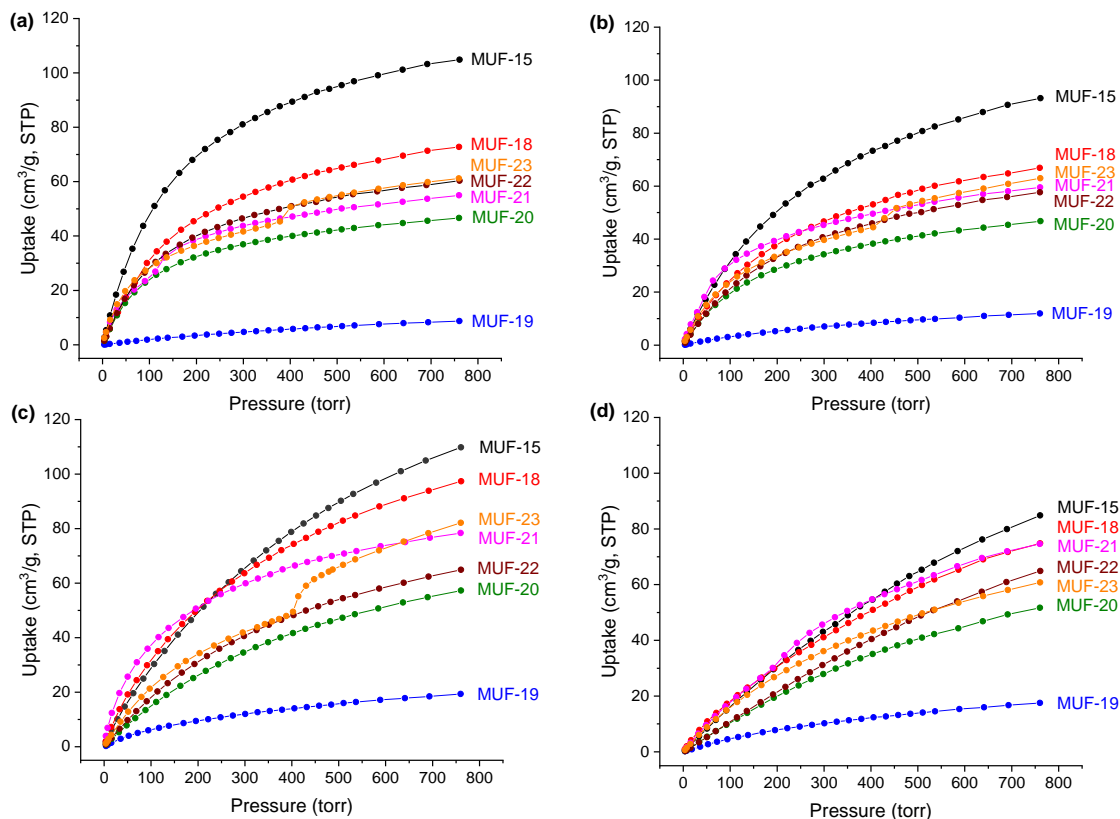 (a)
Uptake (cm³/g, STP)
120
100
80
60
40
20
0
MUF-15
MUF-18
MUF-23
MUF-22
MUF-21
MUF-20
MUF-19
0 100 200 300 400 500 600 700 800
Pressure (torr)
(b)
Uptake (cm³/g, STP)
120
100
80
60
40
20
0
MUF-15
MUF-18
MUF-23
MUF-21
MUF-22
MUF-20
MUF-19
0 100 200 300 400 500 600 700 800
Pressure (torr)
(c)
Uptake (cm³/g, STP)
120
100
80
60
40
20
0
MUF-15
MUF-18
MUF-23
MUF-21
MUF-22
MUF-20
MUF-19
0 100 200 300 400 500 600 700 800
Pressure (torr)
(d)
Uptake (cm³/g, STP)
120
100
80
60
40
20
0
MUF-15
MUF-18
MUF-21
MUF-22
MUF-23
MUF-20
MUF-19
0 100 200 300 400 500 600 700 800
Pressure (torr)